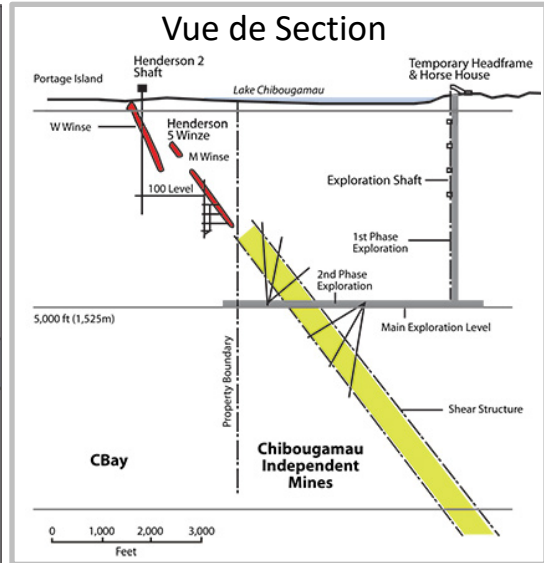 Vue de Section
Henderson 2
Shaft
Temporary Headframe
& Horse House
Portage Island
Lake Chibougamau
W Winse
Henderson
5 Winze
M Winse
100 Level
Exploration Shaft
1st Phase
Exploration
2nd Phase
Exploration
5,000 ft (1,525m)
Main Exploration Level
Property Boundary
Shear Structure
CBay
Chibougamau
Independent
Mines
0 1,000 2,000 3,000
Feet